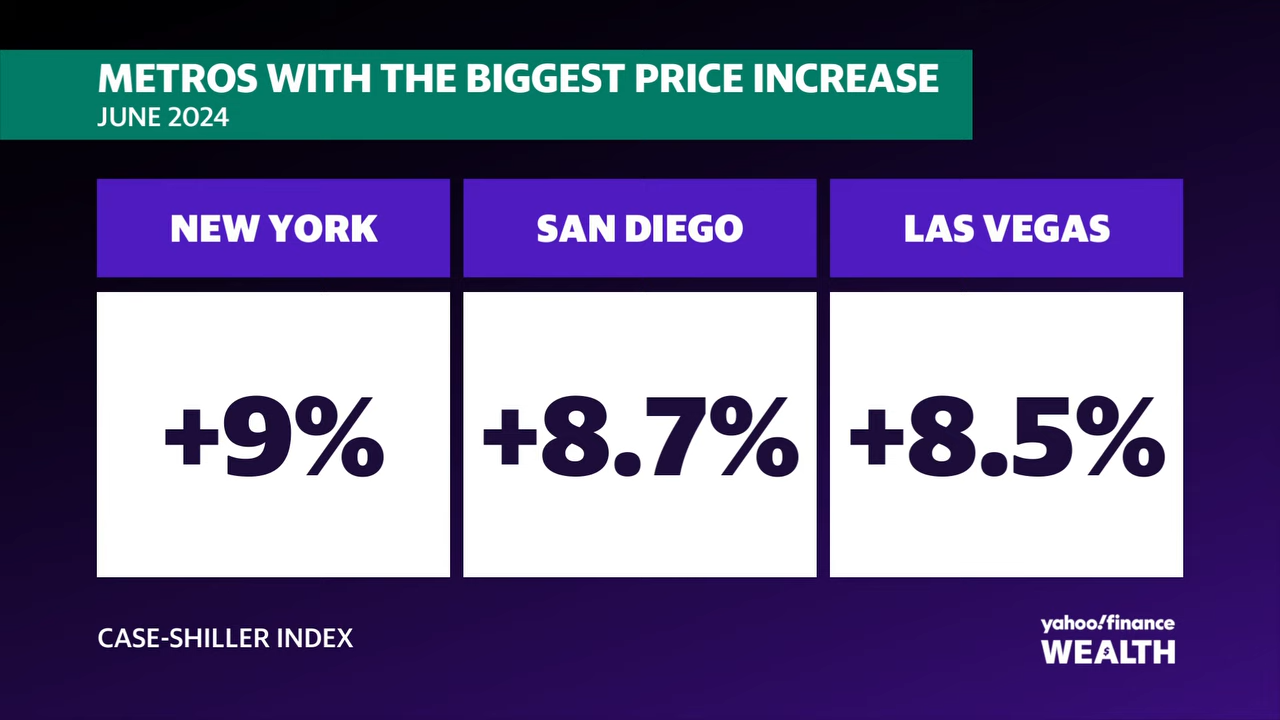 METROS WITH THE BIGGEST PRICE INCREASE
JUNE 2024
NEW YORK
SAN DIEGO
LAS VEGAS
+9%
+8.7%
+8.5%
CASE-SHILLER INDEX
yahoo!finance
WEALTH